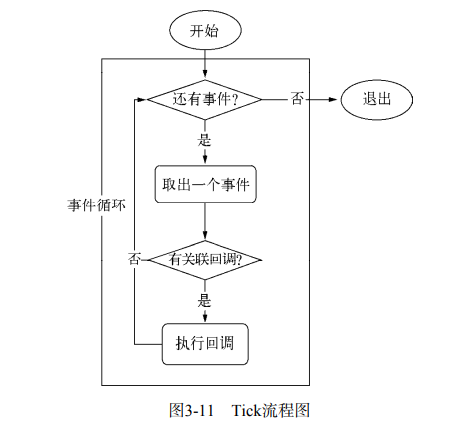 开始
还有事件?
否
退出
是
取出一个事件
事件循环
有关联回调?
否
是
执行回调
图3-11 Tick流程图